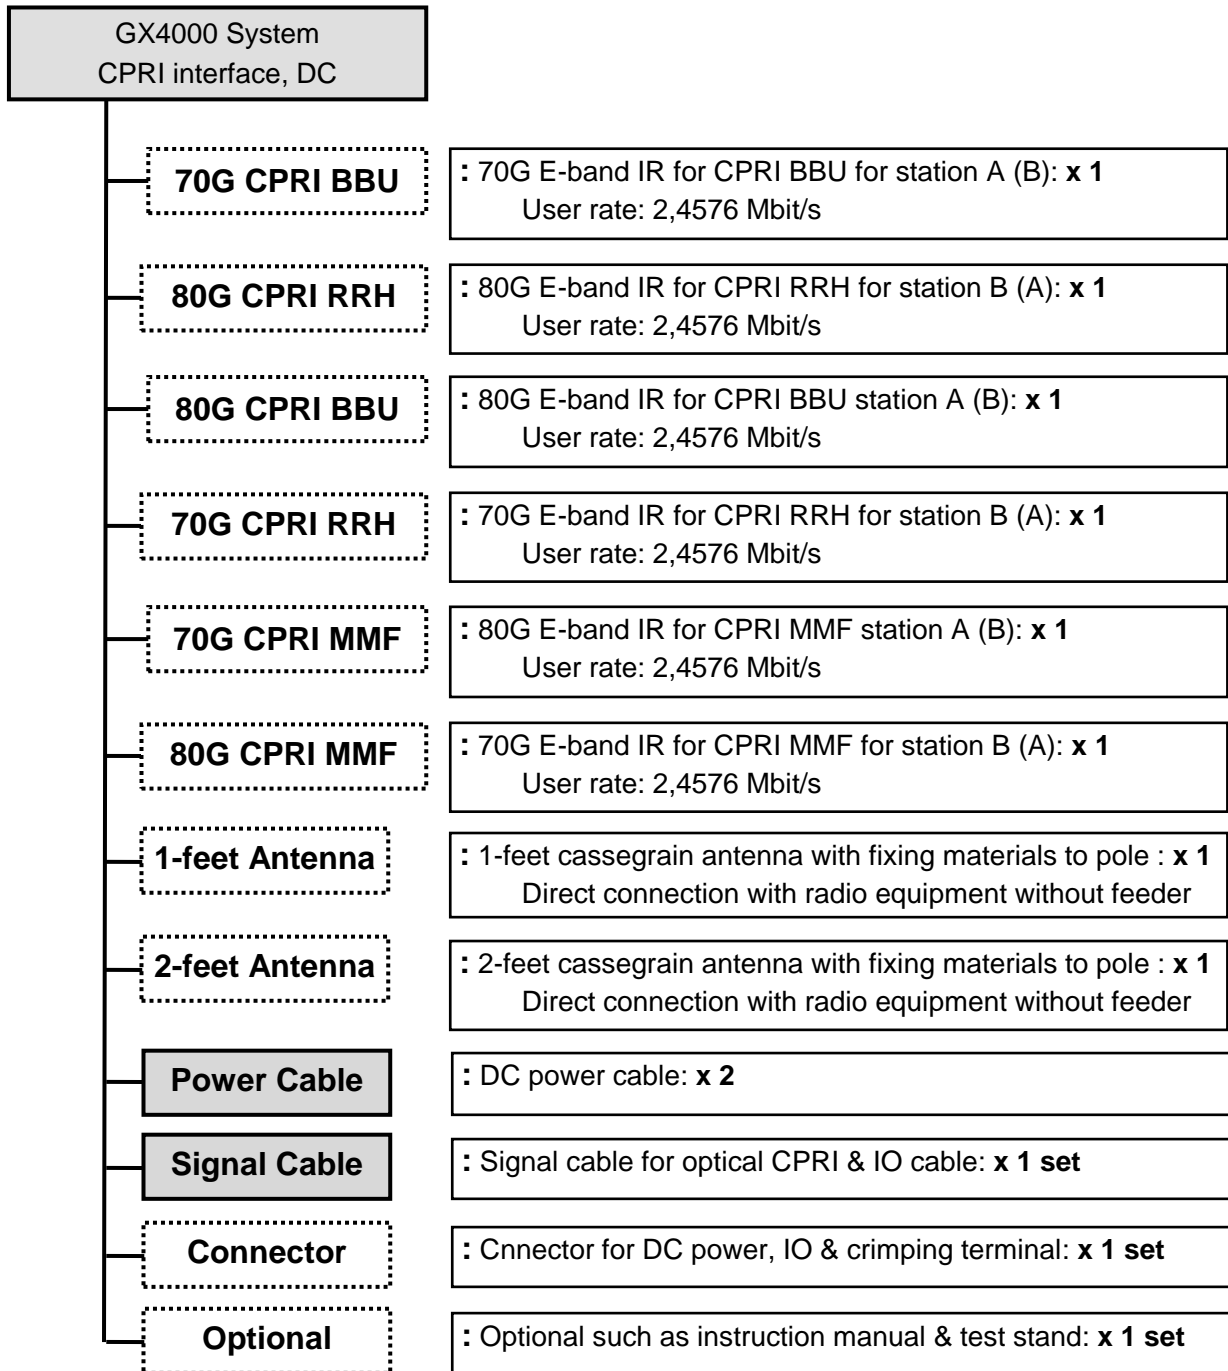 GX4000 System
CPRI interface, DC
70G CPRI BBU
: 70G E-band IR for CPRI BBU for station A (B): x 1
User rate: 2,4576 Mbit/s
80G CPRI RRH
: 80G E-band IR for CPRI RRH for station B (A): x 1
User rate: 2,4576 Mbit/s
80G CPRI BBU
: 80G E-band IR for CPRI BBU station A (B): x 1
User rate: 2,4576 Mbit/s
70G CPRI RRH
: 70G E-band IR for CPRI RRH for station B (A): x 1
User rate: 2,4576 Mbit/s
70G CPRI MMF
: 80G E-band IR for CPRI MMF station A (B): x 1
User rate: 2,4576 Mbit/s
80G CPRI MMF
: 70G E-band IR for CPRI MMF for station B (A): x 1
User rate: 2,4576 Mbit/s
1-feet Antenna
: 1-feet cassegrain antenna with fixing materials to pole : x 1
Direct connection with radio equipment without feeder
2-feet Antenna
: 2-feet cassegrain antenna with fixing materials to pole : x 1
Direct connection with radio equipment without feeder
Power Cable
: DC power cable: x 2
Signal Cable
: Signal cable for optical CPRI & IO cable: x 1 set
Connector
: Cnnector for DC power, IO & crimping terminal: x 1 set
Optional
: Optional such as instruction manual & test stand: x 1 set